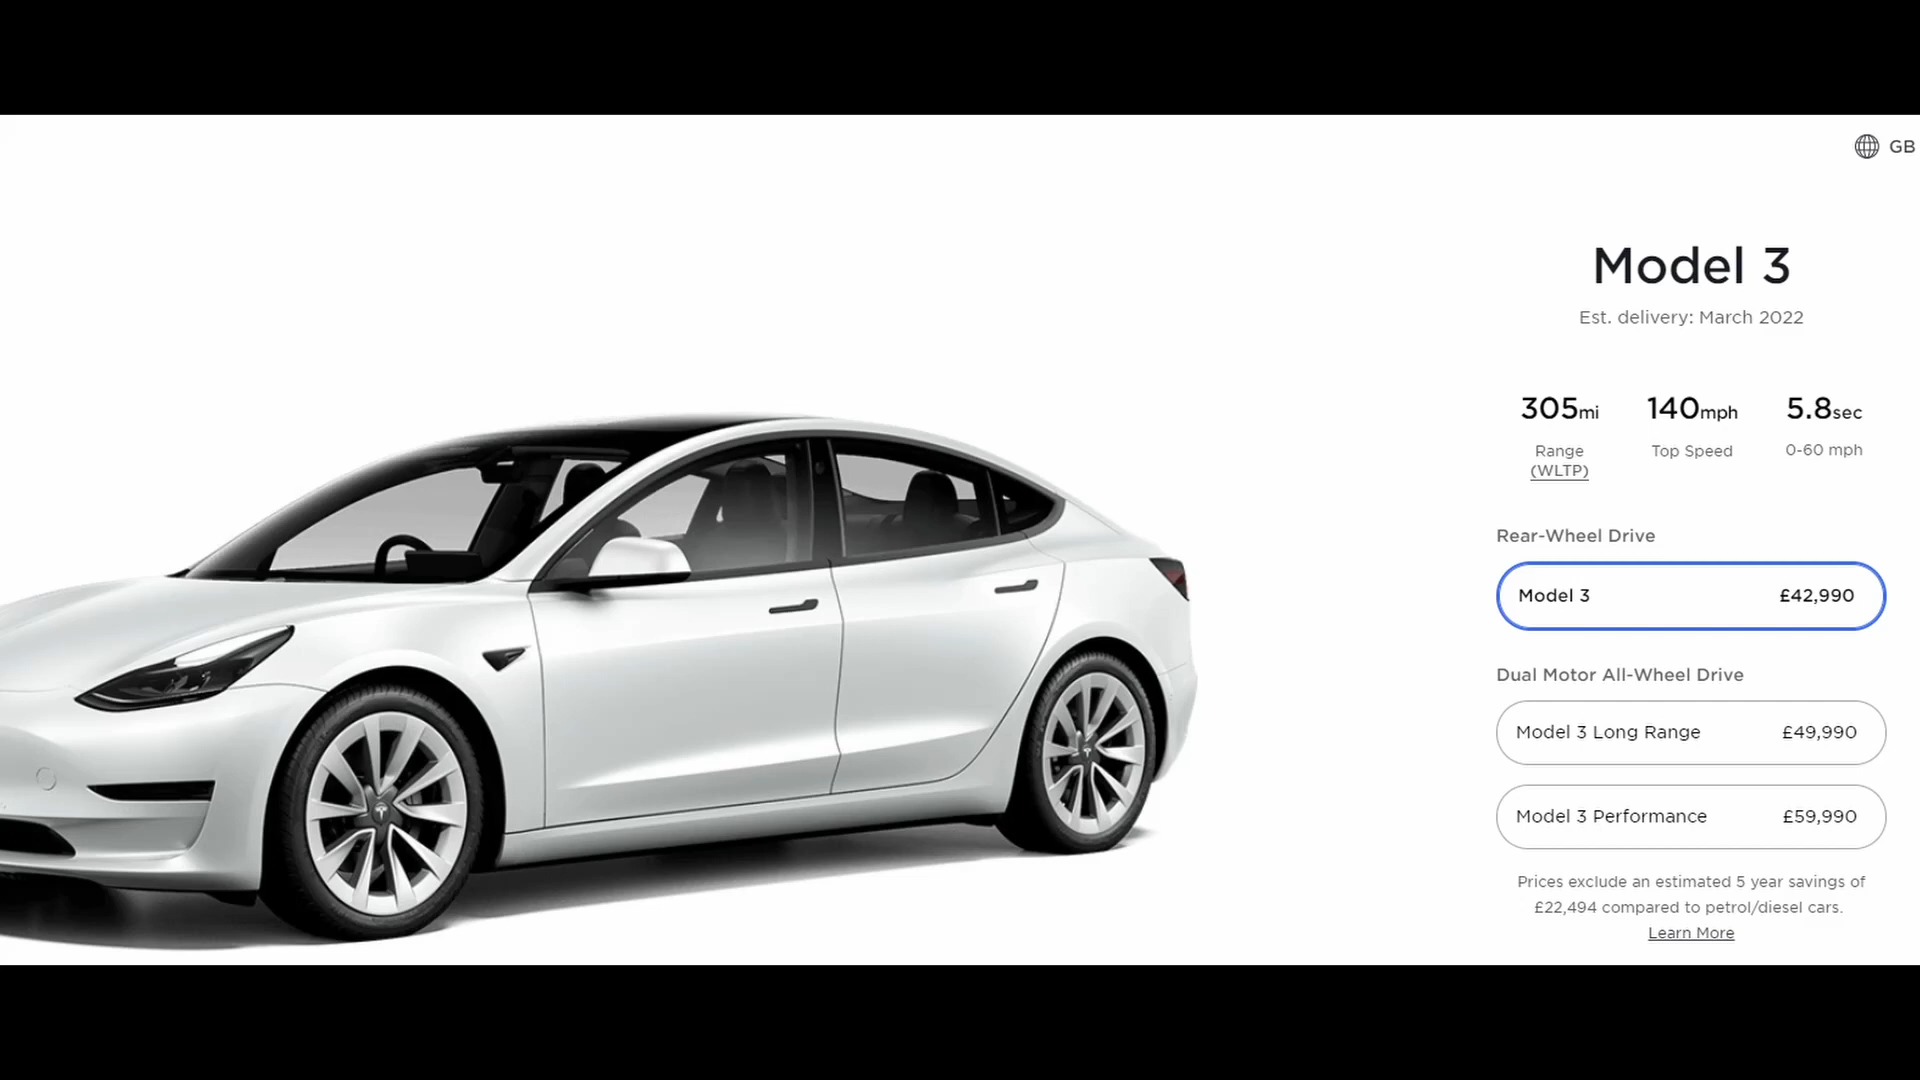 GB
Model 3
Est. delivery: March 2022
305mi 140mph 5.8sec
Range Top Speed 0-60 mph
(WLTP)
Rear-Wheel Drive
Model 3 £42,990
Dual Motor All-Wheel Drive
Model 3 Long Range £49,990
Model 3 Performance £59,990
Prices exclude an estimated 5 year savings of
£22,494 compared to petrol/diesel cars.
Learn More